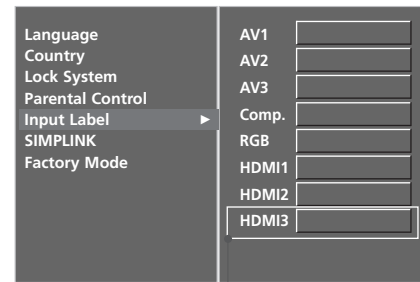 Language
Country
Lock System
Parental Control
Input Label ►
SIMPLINK
Factory Mode
AV1
AV2
AV3
Comp.
RGB
HDMI1
HDMI2
HDMI3